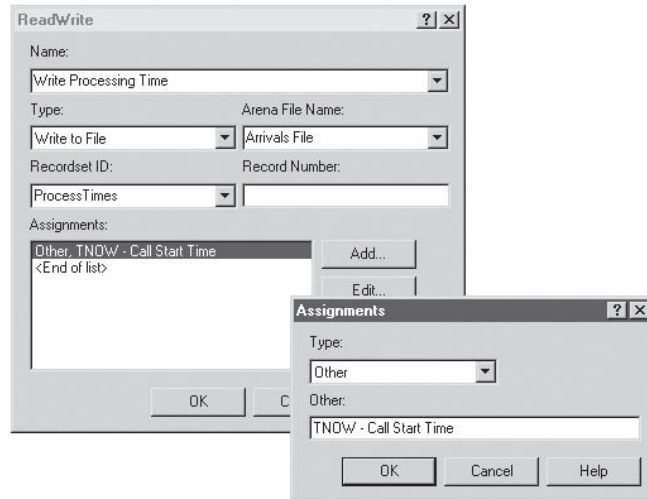 ReadWrite
Name:
Write Processing Time
Type: Arena File Name:
Write to File Arrivals File
Recordset ID: Record Number:
ProcessTimes
Assignments:
Other, TNOW - Call Start Time
<End of list>
Add...
Edit...
OK C
Assignments
Type:
Other
Other:
TNOW - Call Start Time
OK Cancel Help